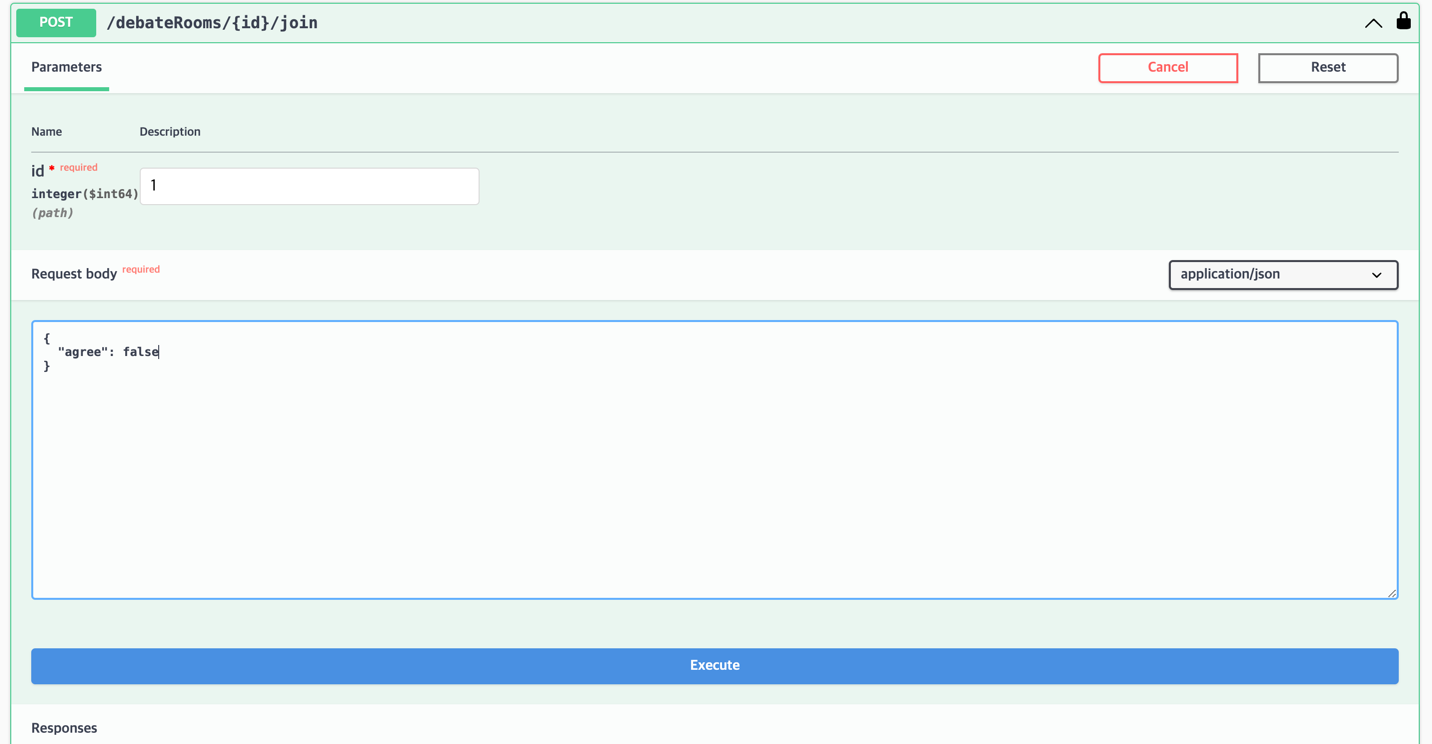 POST /debateRooms/{id}/join
Parameters
Cancel
Reset
Name Description
id * required
integer($int64)
(path)
1
Request body required
application/json
{
  "agree": false
}
Execute
Responses